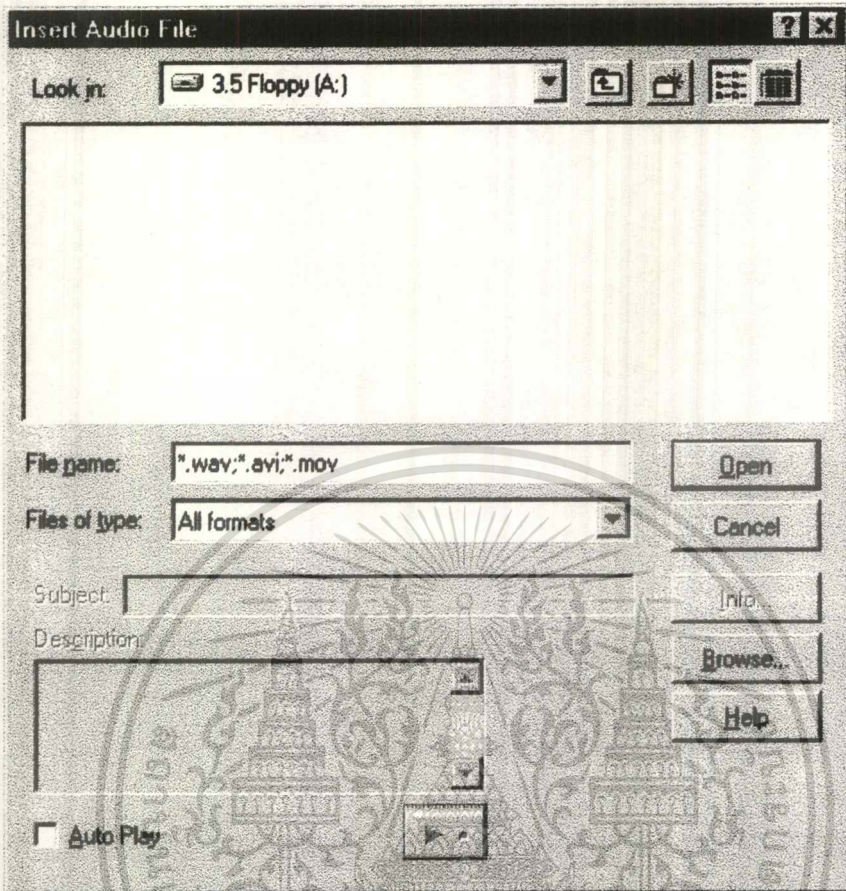 Insert Audio File
Look in: 3.5 Floppy (A:)
File name: *.wav;*.avi;*.mov Open
Files of type: All formats Cancel
Subject: Info...
Description:
Browse...
Help
Auto Play